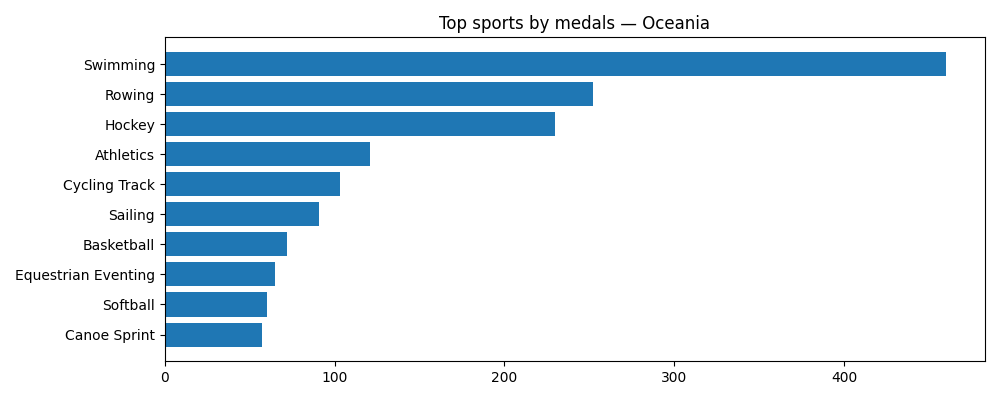 Top sports by medals — Oceania
Swimming
Rowing
Hockey
Athletics
Cycling Track
Sailing
Basketball
Equestrian Eventing
Softball
Canoe Sprint
0 100 200 300 400